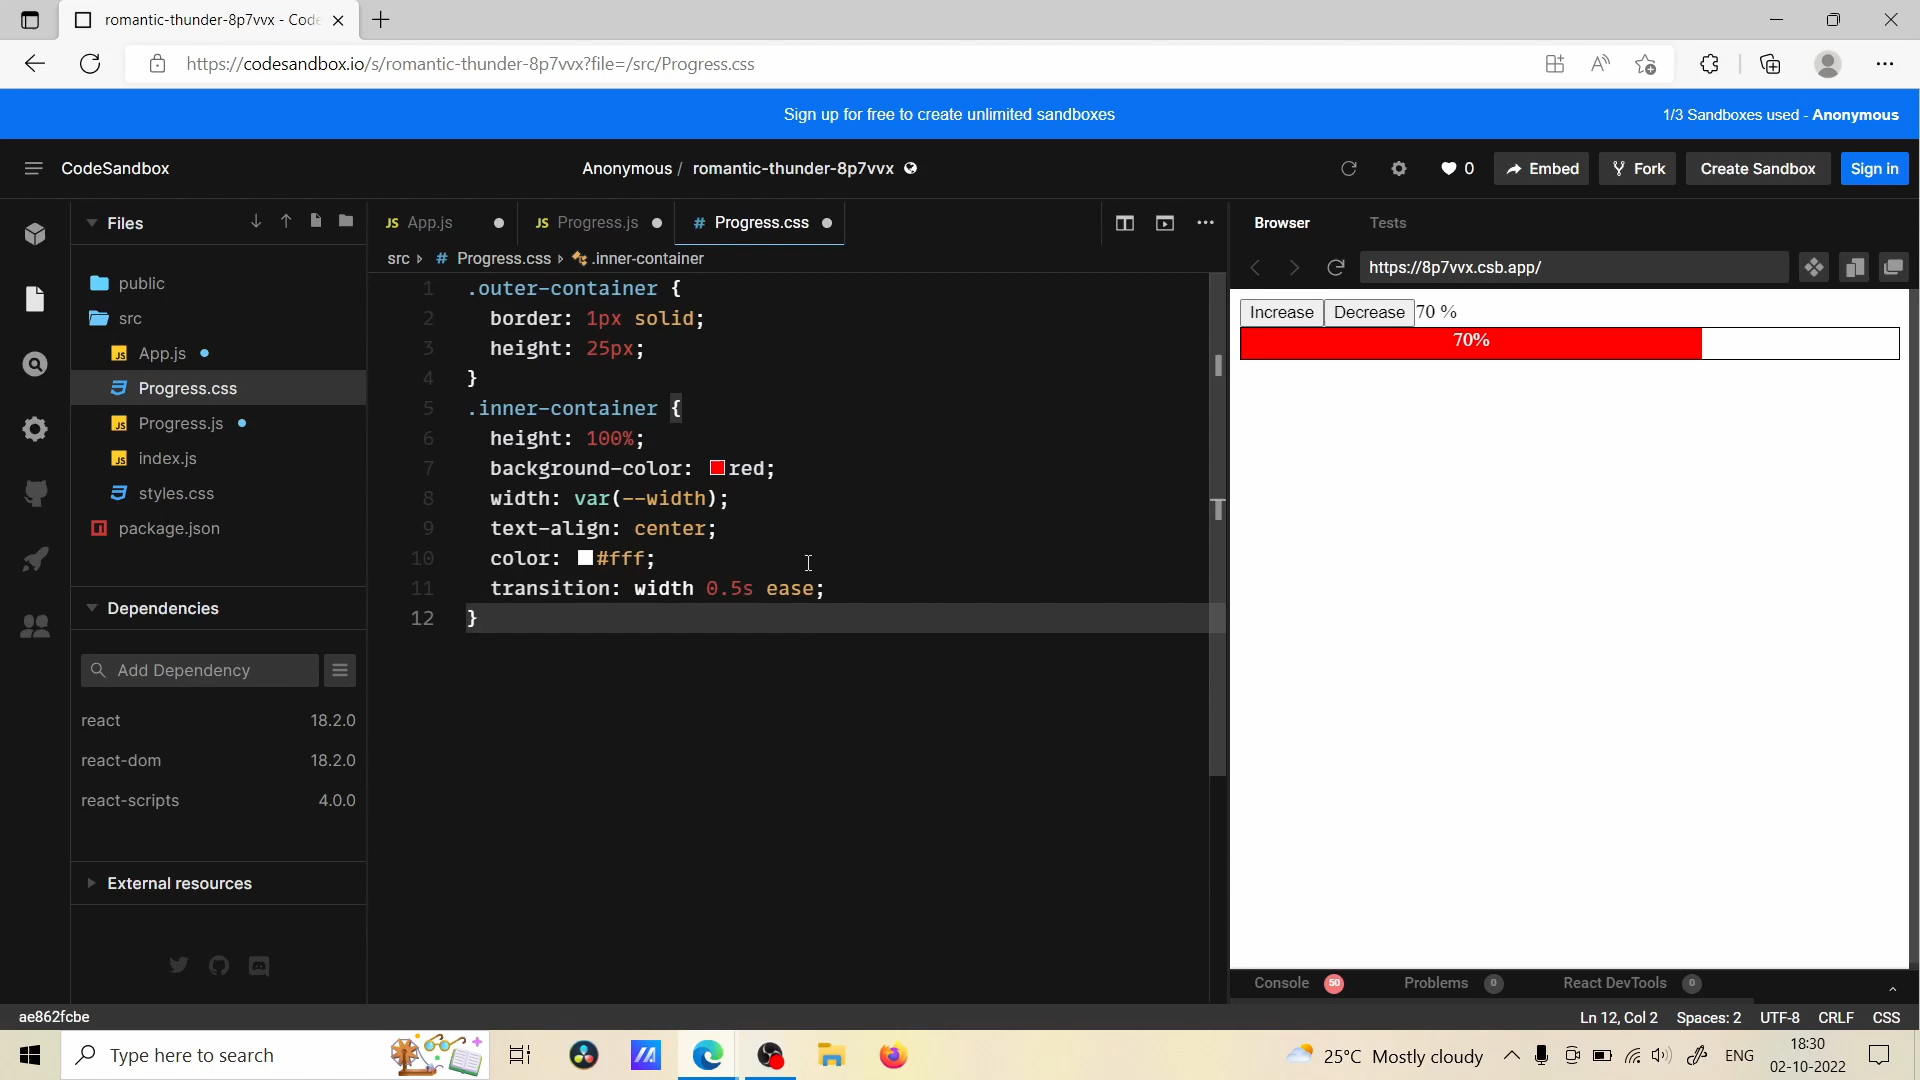 romantic-thunder-8p7vvx - Code
https://codesandbox.io/s/romantic-thunder-8p7vvx?file=/src/Progress.css
Sign up for free to create unlimited sandboxes
1/3 Sandboxes used - Anonymous
CodeSandbox
Anonymous / romantic-thunder-8p7vvx
0
Embed
Fork
Create Sandbox
Sign in
Files
public
src
JS App.js
Progress.css
JS Progress.js
JS index.js
styles.css
package.json
Dependencies
Add Dependency
react 18.2.0
react-dom 18.2.0
react-scripts 4.0.0
External resources
JS App.js
JS Progress.js
# Progress.css
src # Progress.css .inner-container
1 .outer-container {
2 border: 1px solid;
3 height: 25px;
4 }
5 .inner-container {
6 height: 100%;
7 background-color: red;
8 width: var(--width);
9 text-align: center;
10 color: #fff;
11 transition: width 0.5s ease;
12 }
Browser
Tests
https://8p7vvx.csb.app/
Increase Decrease 70 %
70%
Console 50
Problems 0
React DevTools 0
ae862fcbe
Ln 12, Col 2 Spaces: 2 UTF-8 CRLF CSS
Type here to search
25°C Mostly cloudy
ENG
18:30
02-10-2022